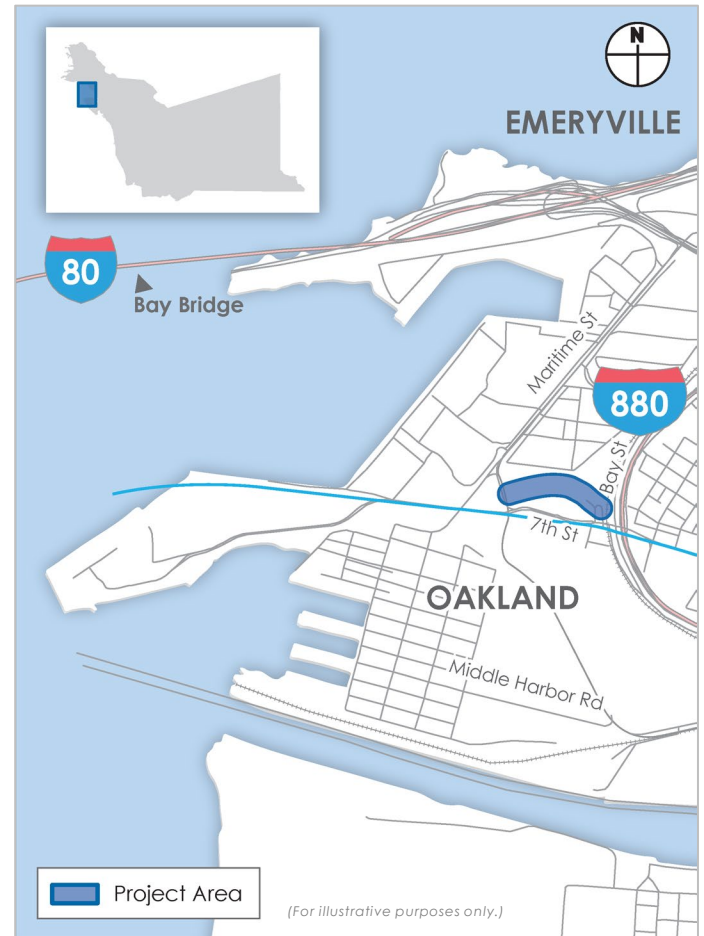 N
EMERYVILLE
80
Bay Bridge
Maritime St
880
Bay St
7th St
OAKLAND
Middle Harbor Rd
Project Area
(For illustrative purposes only.)